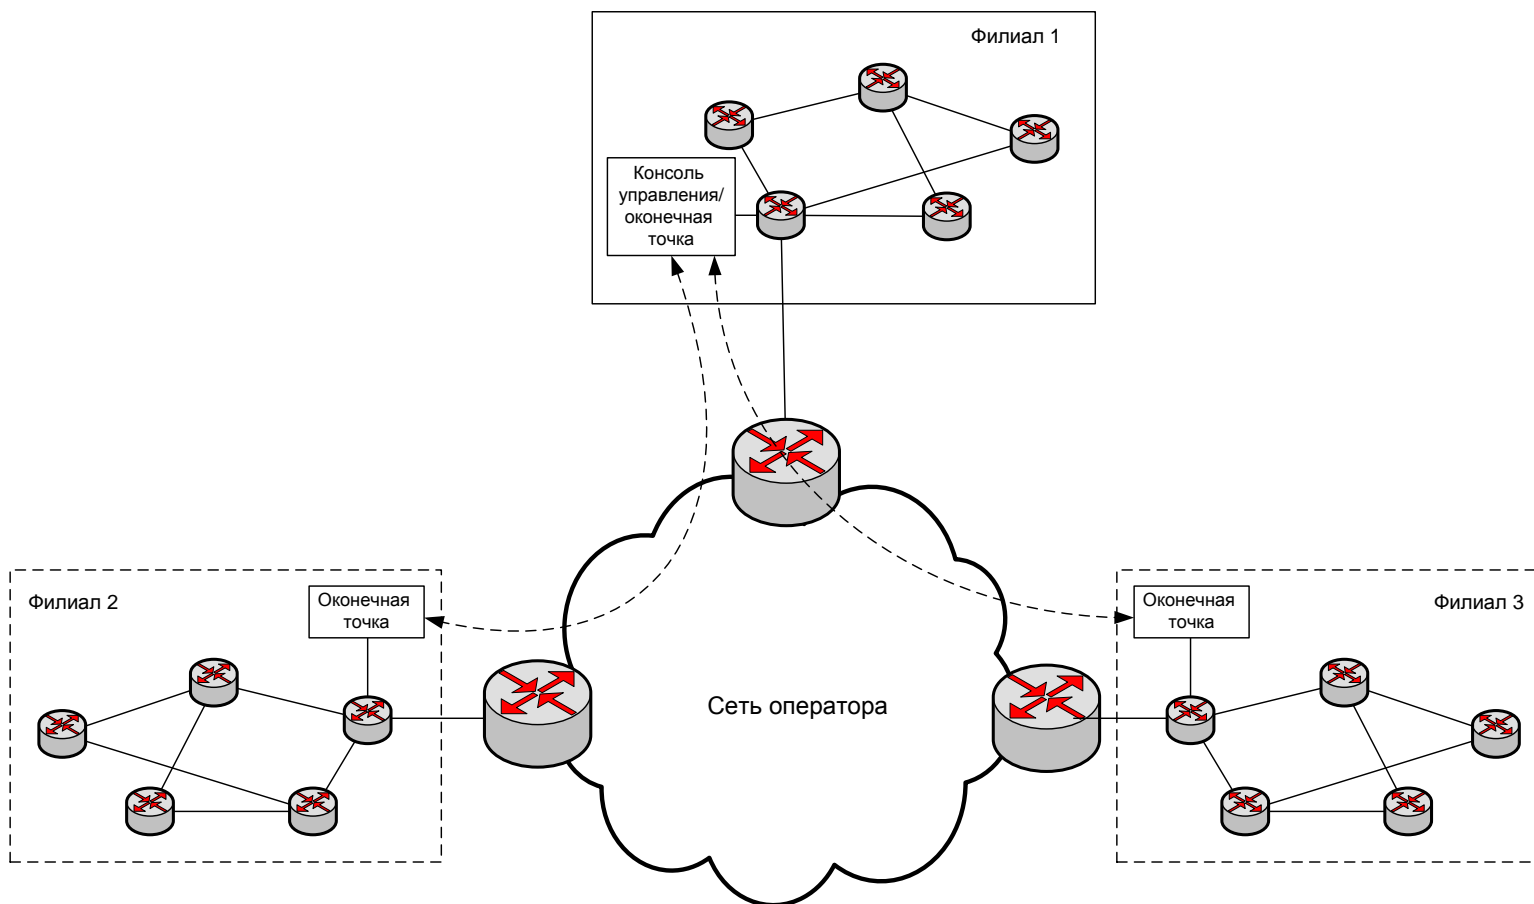 Филиал 1
Консоль
управления/
оконечная
точка
Филиал 2
Оконечная
точка
Оконечная
точка
Филиал 3
Сеть оператора